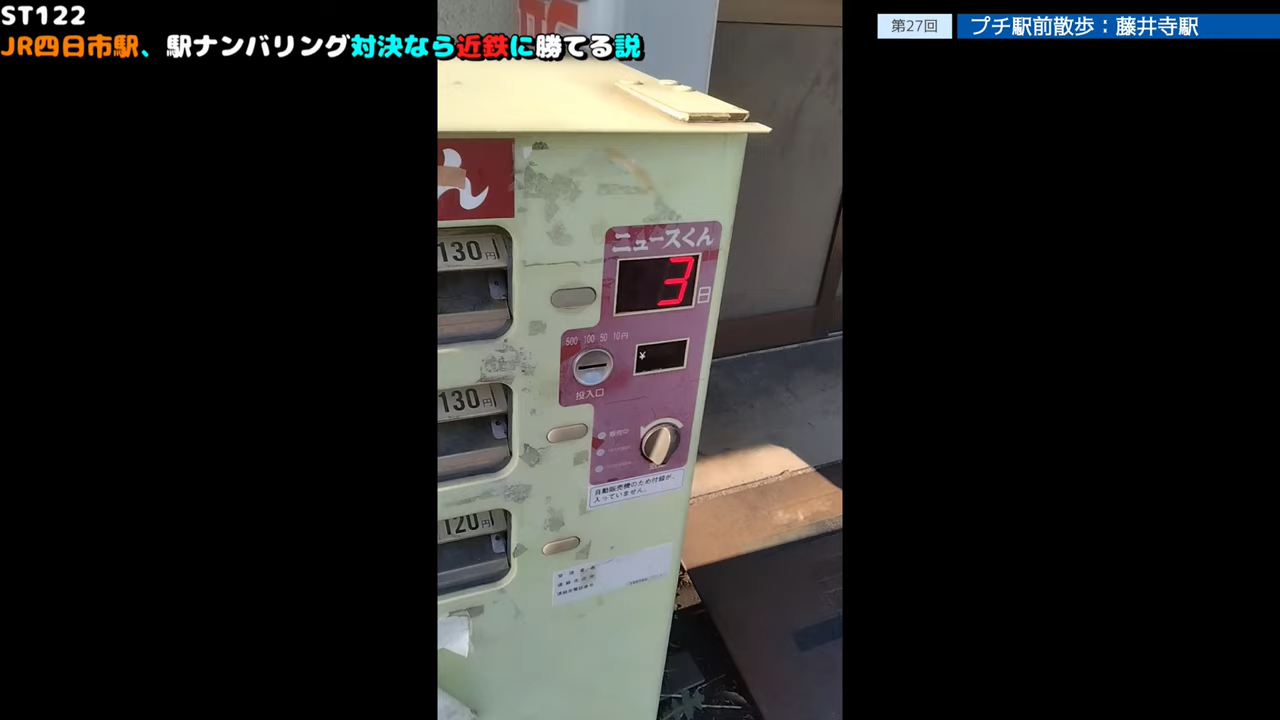 ST122
JR四日市駅、駅ナンバリング対決なら近鉄に勝てる説
第27回
プチ駅前散歩：藤井寺駅
ん
ニュースくん
3日
130円
500 100 50 10円
¥
投入口
130円
販売中
自動販売機のため付録が、
入っていません。
120円